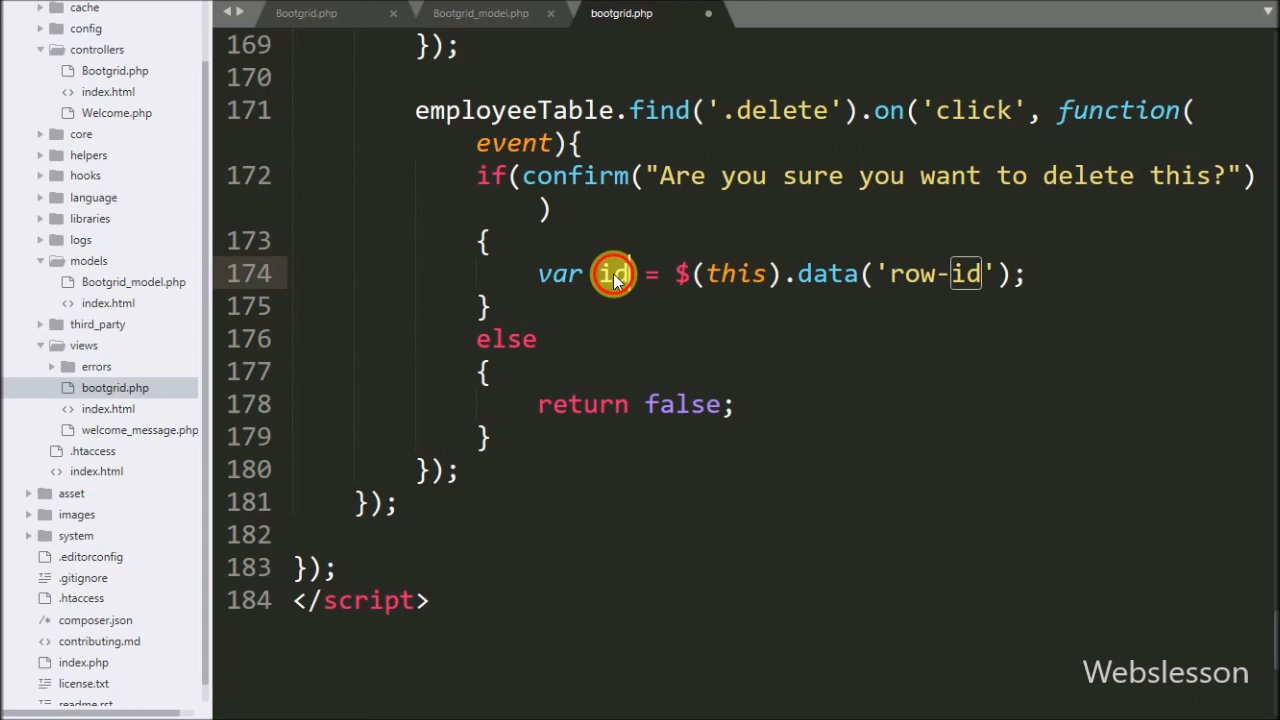 cache
config
controllers
Bootgrid.php
index.html
Welcome.php
core
helpers
hooks
language
libraries
logs
models
Bootgrid_model.php
index.html
third_party
views
errors
bootgrid.php
index.html
welcome_message.php
.htaccess
index.html
asset
images
system
.editorconfig
.gitignore
.htaccess
composer.json
contributing.md
index.php
license.txt
readme.rst
Bootgrid.php
Bootgrid_model.php
bootgrid.php
169 });
170
171 employeeTable.find('.delete').on('click', function(
event){
172 if(confirm("Are you sure you want to delete this?")
)
173 {
174 var id = $(this).data('row-id');
175 }
176 else
177 {
178 return false;
179 }
180 });
181 });
182
183 });
184 </script>
Webslesson